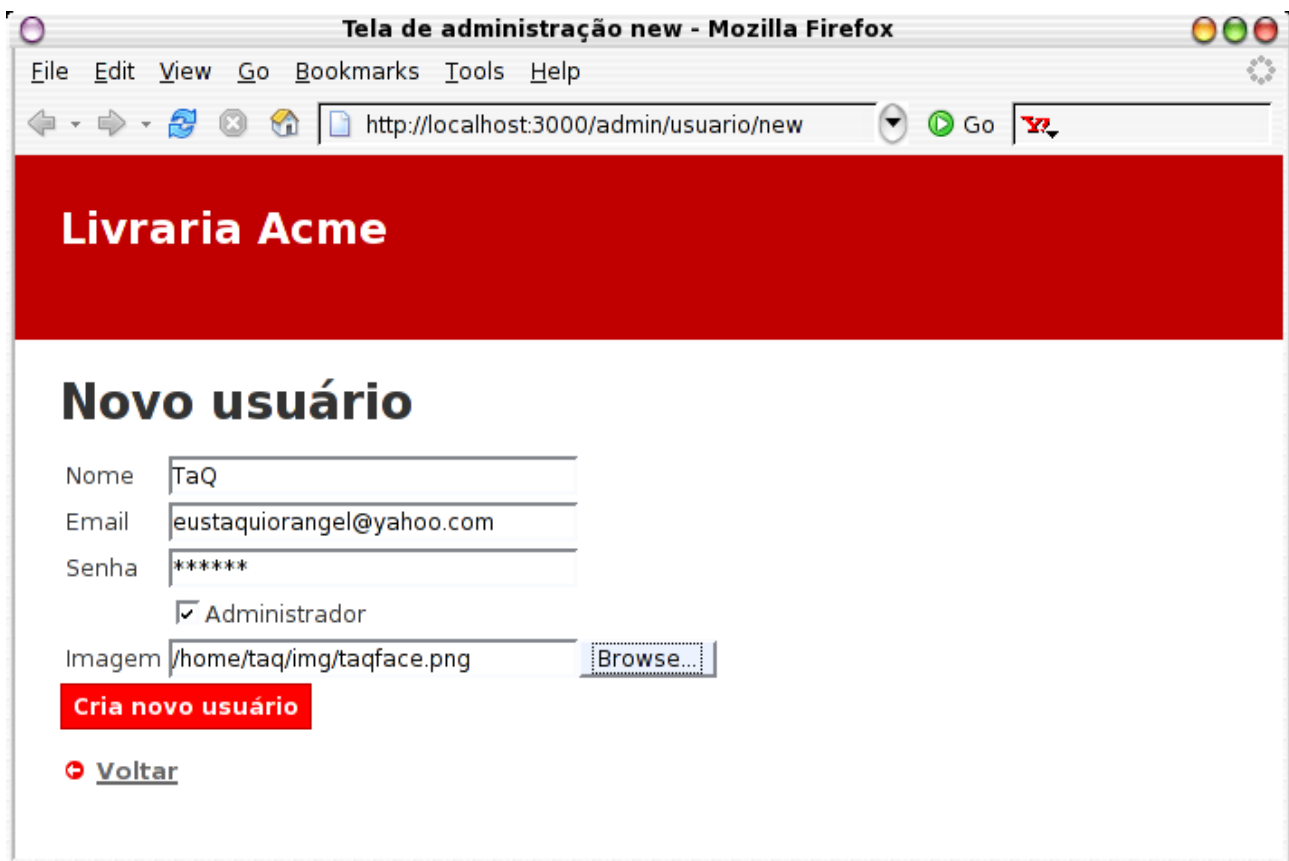 Tela de administração new - Mozilla Firefox
File Edit View Go Bookmarks Tools Help
http://localhost:3000/admin/usuario/new Go Y!
Livraria Acme
Novo usuário
Nome TaQ
Email eustaquiorangel@yahoo.com
Senha ******
Administrador
Imagem /home/taq/img/taqface.png Browse...
Cria novo usuário
Voltar